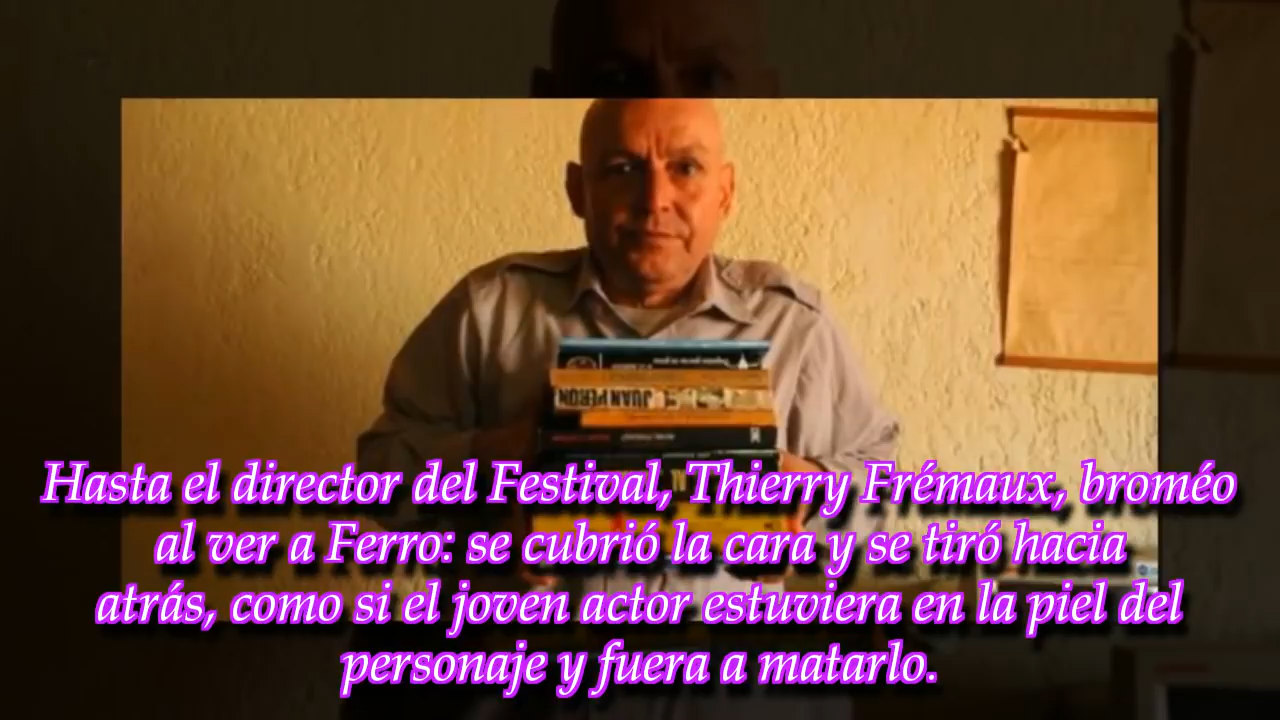 JUAN PERON
Hasta el director del Festival, Thierry Frémaux, broméo
al ver a Ferro: se cubrió la cara y se tiró hacia
atrás, como si el joven actor estuviera en la piel del
personaje y fuera a matarlo.